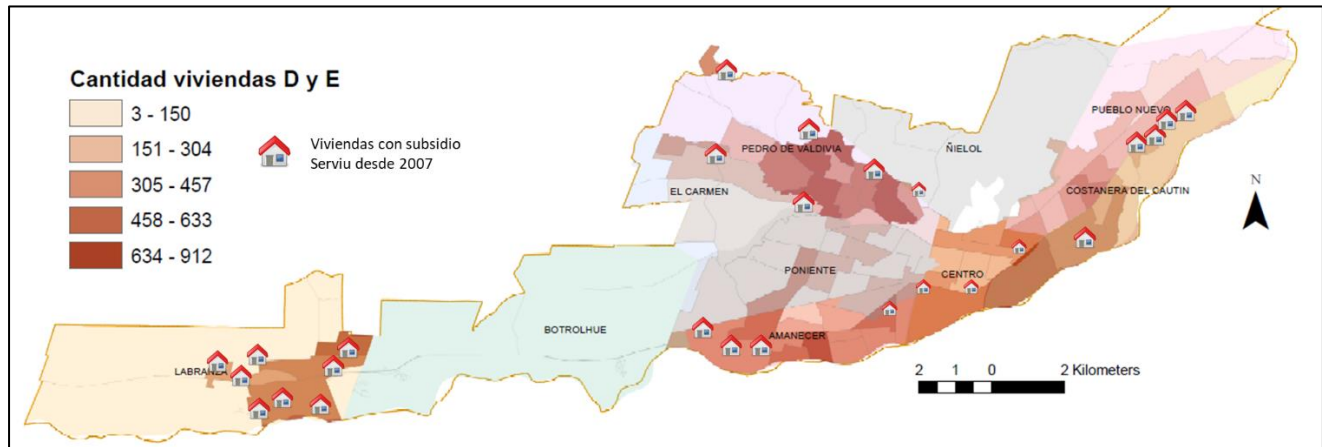 Cantidad viviendas D y E
3 - 150
151 - 304
305 - 457
458 - 633
634 - 912
Viviendas con subsidio
Serviu desde 2007
PUEBLO NUEVO
PEDRO DE VALDIVIA
ÑIELOL
EL CARMEN
COSTANERA DEL CAUTIN
N
PONIENTE
CENTRO
BOTROLHUE
AMANECER
LABRANZA
2 1 0 2 Kilometers